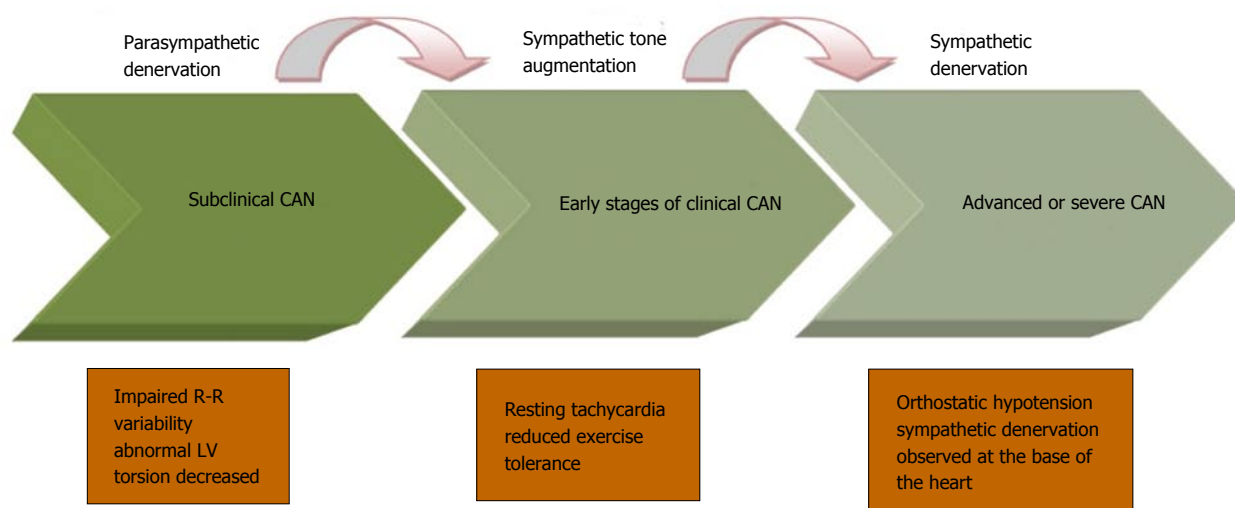 Parasympathetic
denervation
Sympathetic tone
augmentation
Sympathetic
denervation
Subclinical CAN
Early stages of clinical CAN
Advanced or severe CAN
Impaired R-R
variability
abnormal LV
torsion decreased
Resting tachycardia
reduced exercise
tolerance
Orthostatic hypotension
sympathetic denervation
observed at the base of
the heart